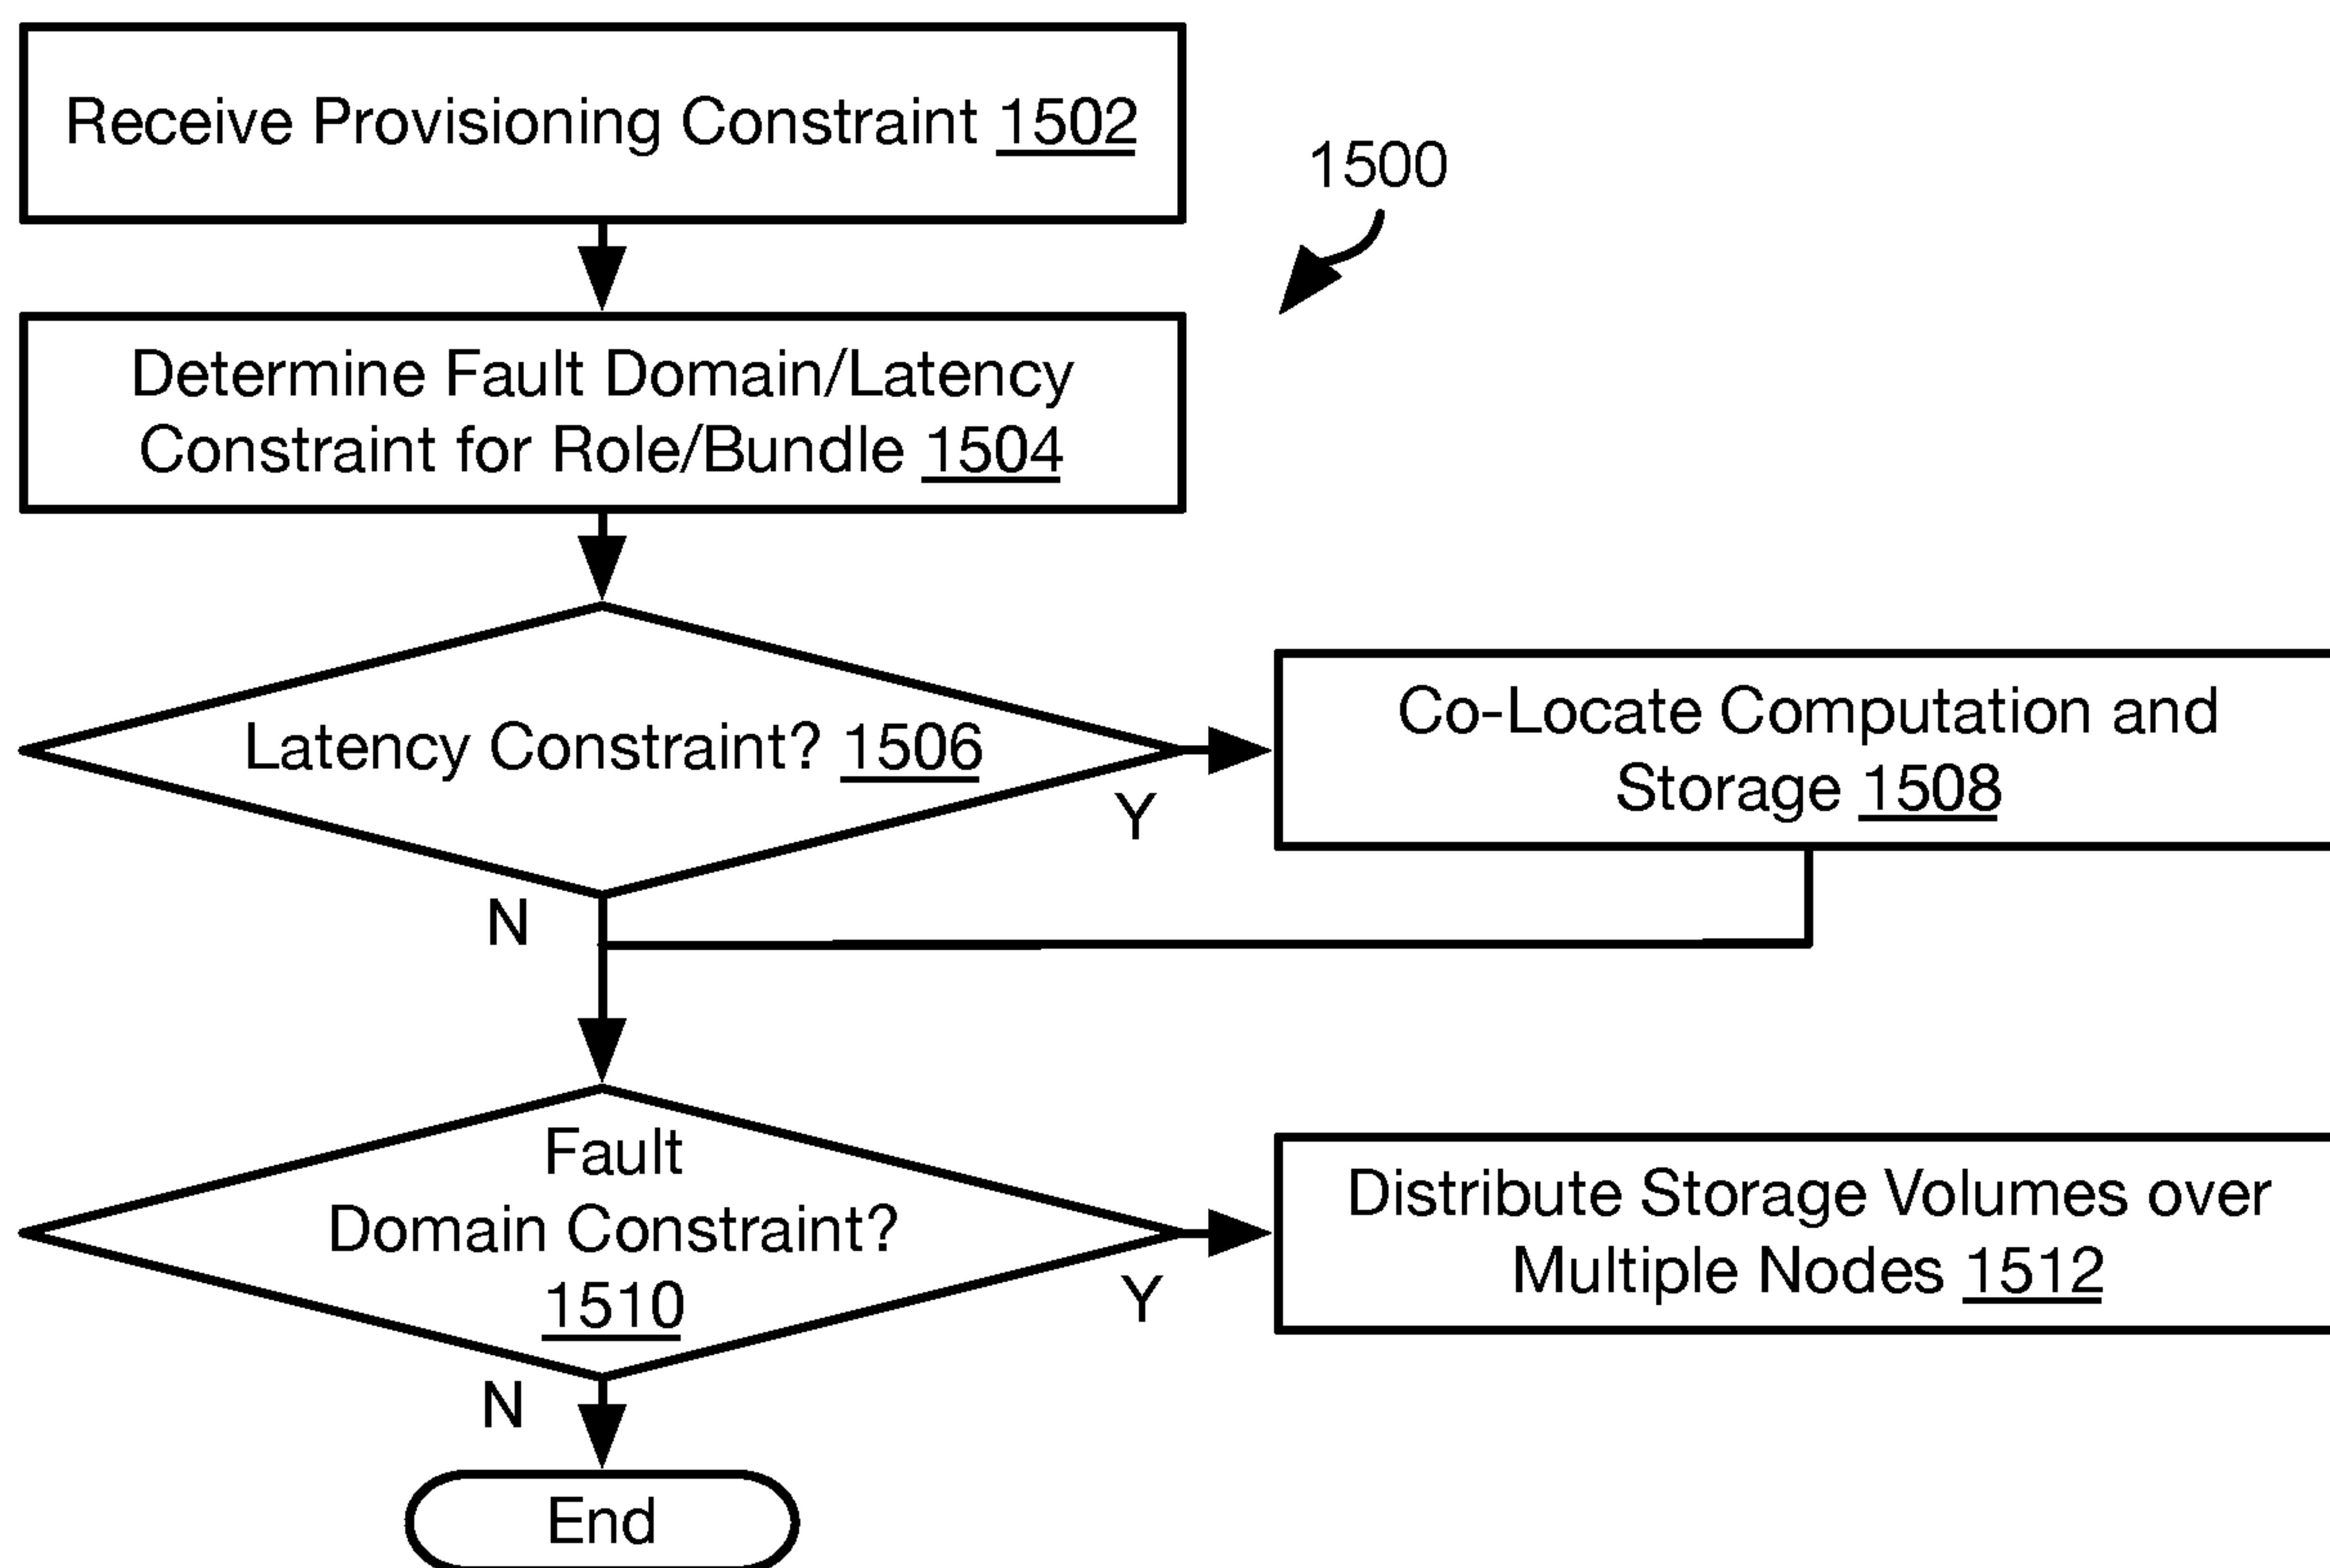 Receive Provisioning Constraint 1502
1500
Determine Fault Domain/Latency
Constraint for Role/Bundle 1504
Latency Constraint? 1506
Y
N
Co-Locate Computation and
Storage 1508
Fault
Domain Constraint?
1510
Y
N
Distribute Storage Volumes over
Multiple Nodes 1512
End